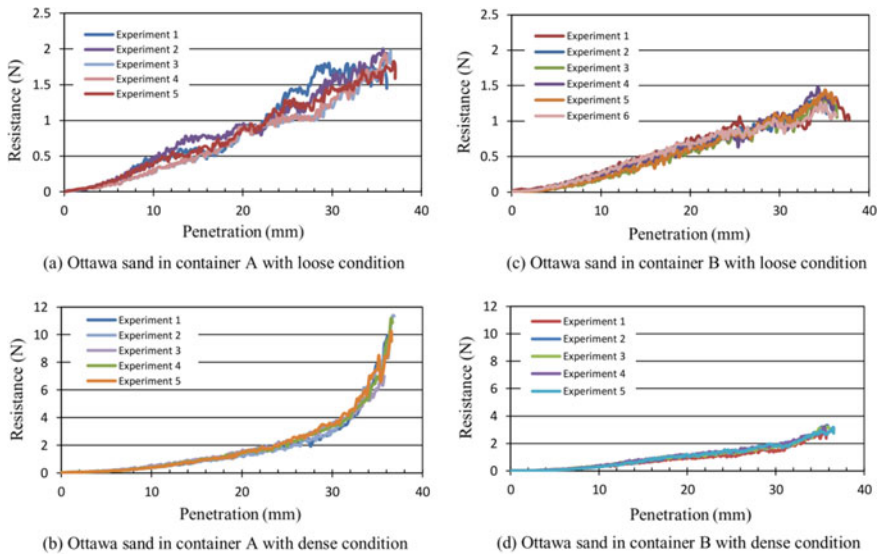 2.5
2
1.5
1
0.5
0
Resistance (N)
Experiment 1
Experiment 2
Experiment 3
Experiment 4
Experiment 5
0 10 20 30 40
Penetration (mm)
(a) Ottawa sand in container A with loose condition
2.5
2
1.5
1
0.5
0
Resistance (N)
Experiment 1
Experiment 2
Experiment 3
Experiment 4
Experiment 5
Experiment 6
0 10 20 30 40
Penetration (mm)
(c) Ottawa sand in container B with loose condition
12
10
8
6
4
2
0
Resistance (N)
Experiment 1
Experiment 2
Experiment 3
Experiment 4
Experiment 5
0 10 20 30 40
Penetration (mm)
(b) Ottawa sand in container A with dense condition
12
10
8
6
4
2
0
Resistance (N)
Experiment 1
Experiment 2
Experiment 3
Experiment 4
Experiment 5
0 10 20 30 40
Penetration (mm)
(d) Ottawa sand in container B with dense condition